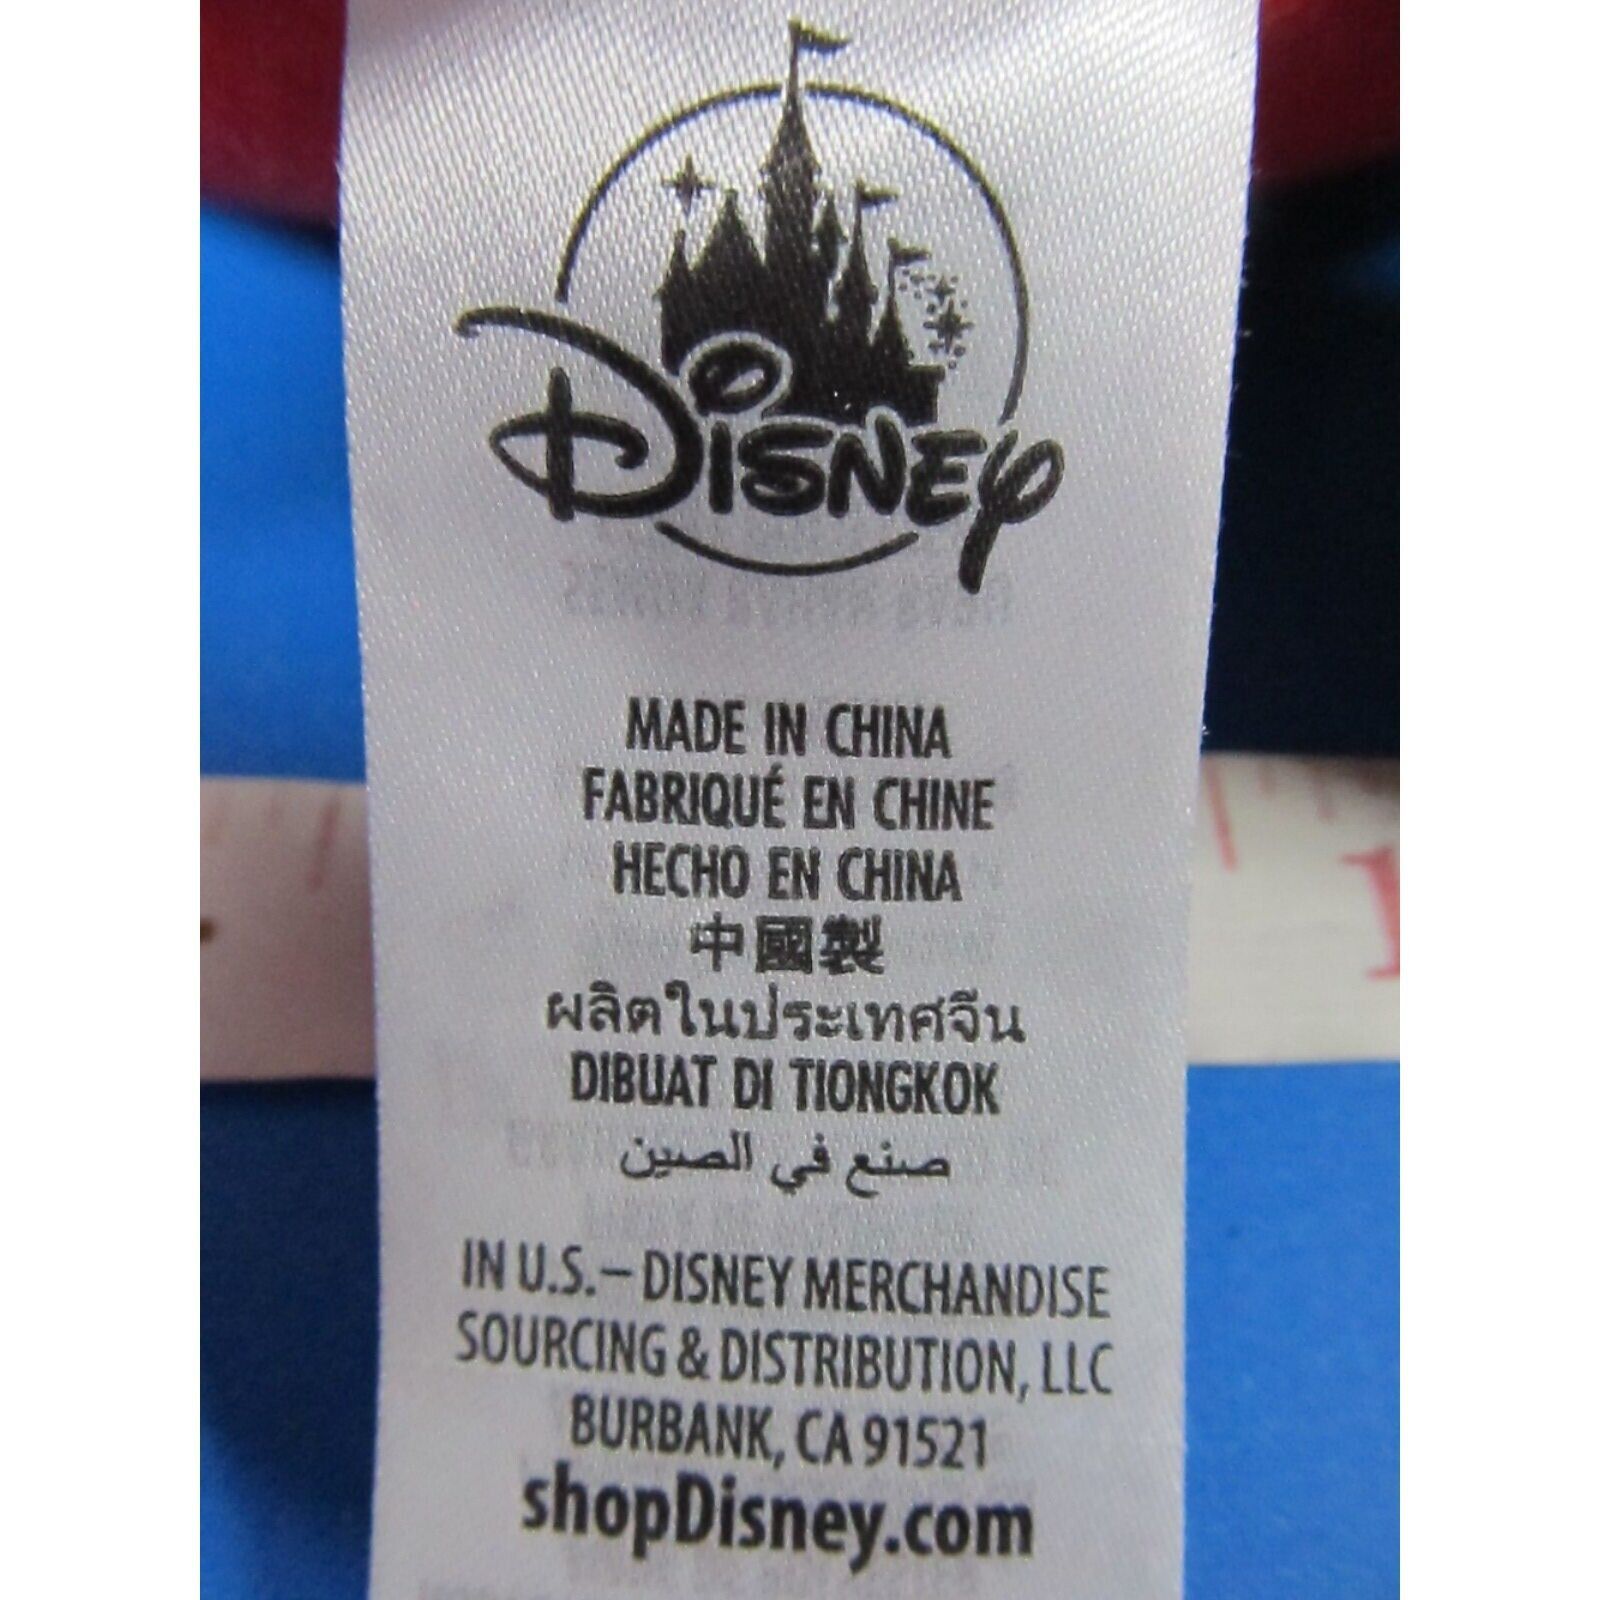 DISNEY
MADE IN CHINA
FABRIQUÉ EN CHINE
HECHO EN CHINA
中國製
ผลิตในประเทศจีน
DIBUAT DI TIONGKOK
صنع في الصين
IN U.S.– DISNEY MERCHANDISE
SOURCING & DISTRIBUTION, LLC
BURBANK, CA 91521
shopDisney.com